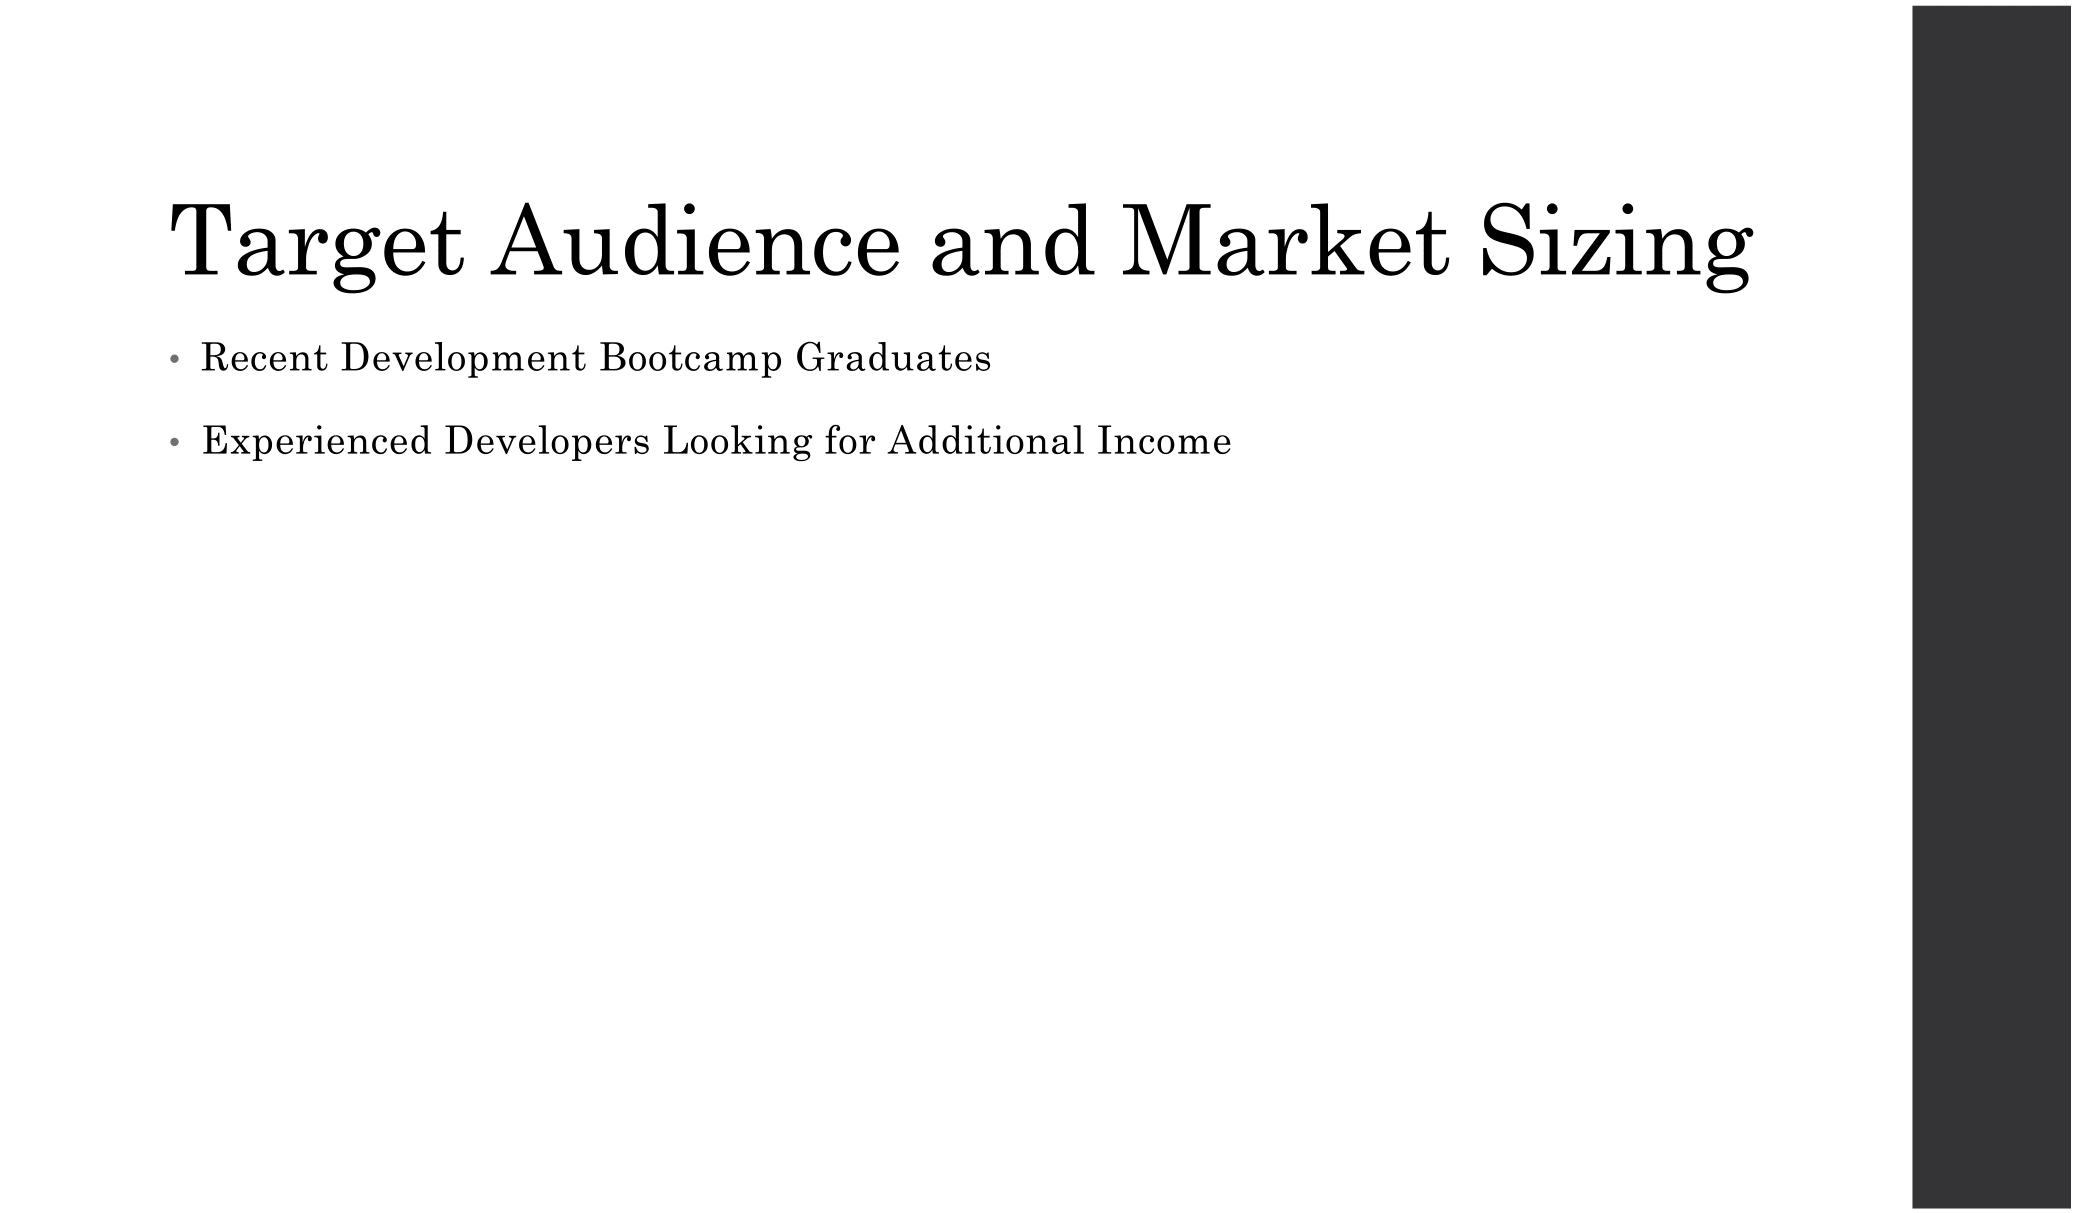 Target Audience and Market Sizing
• Recent Development Bootcamp Graduates
• Experienced Developers Looking for Additional Income